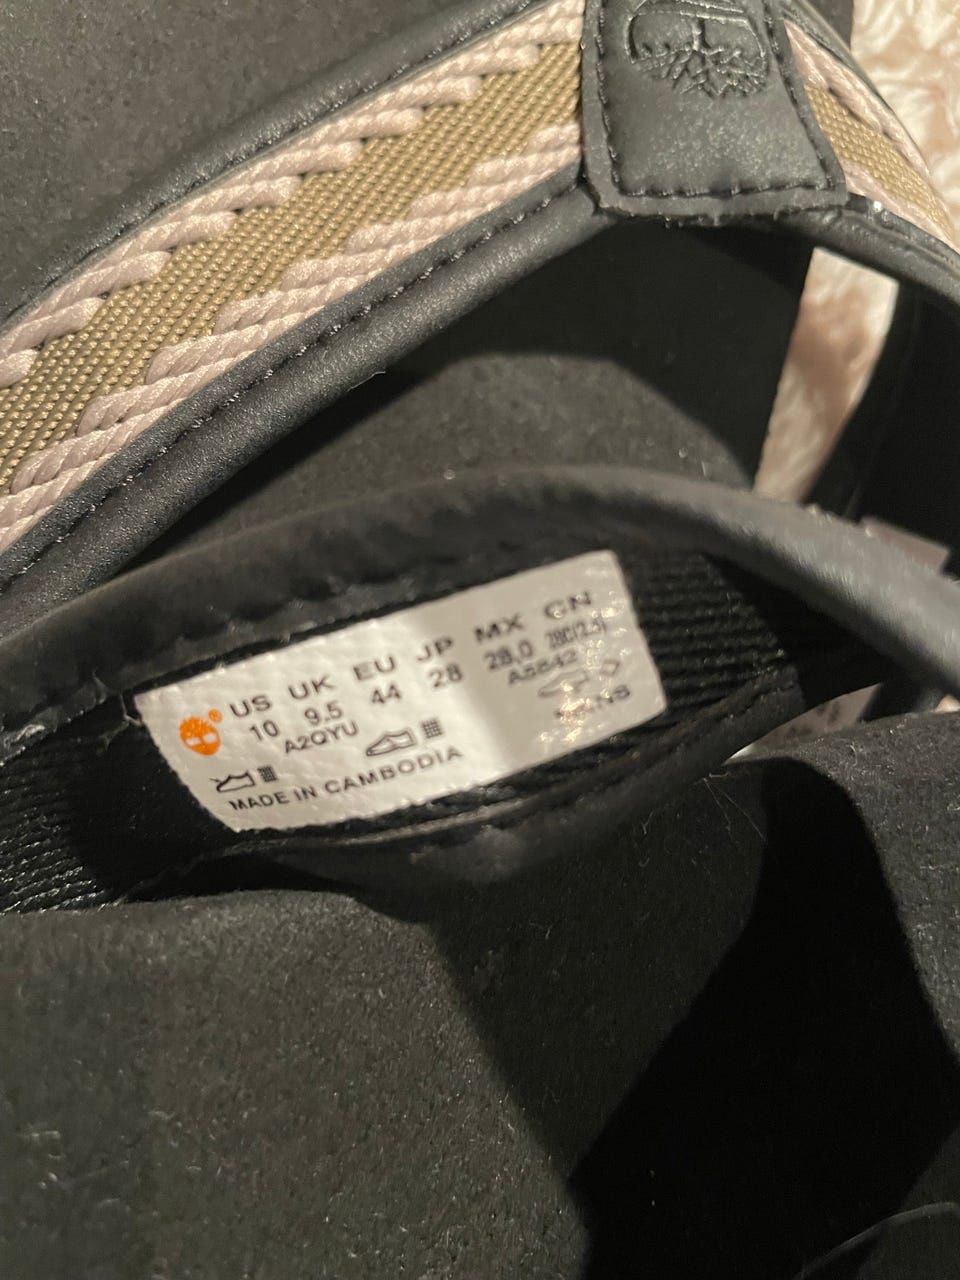 US UK EU JP MX CN
10 9.5 44 28 28.0
A2QYU
MADE IN CAMBODIA